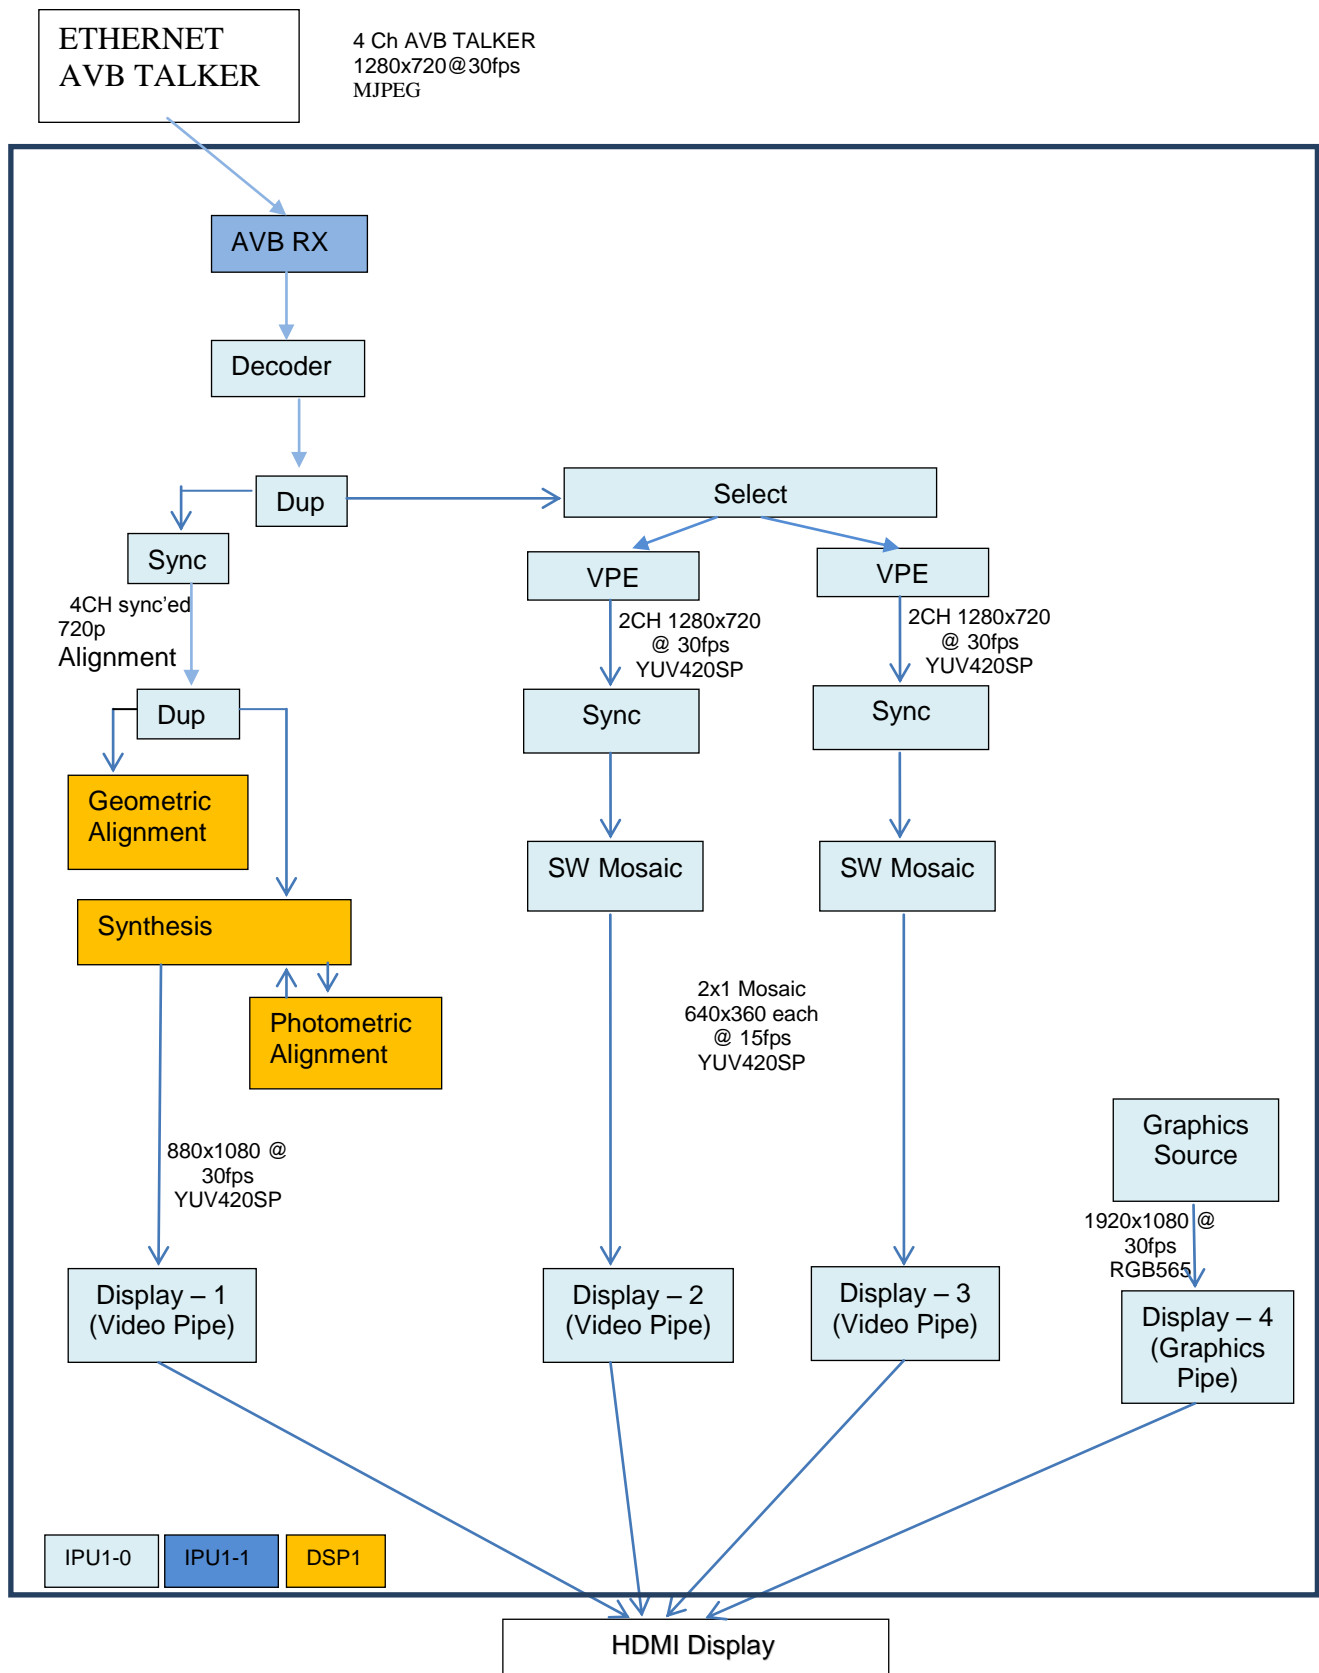 ETHERNET
AVB TALKER
4 Ch AVB TALKER
1280x720@30fps
MJPEG
AVB RX
Decoder
Dup
Select
Sync
VPE
VPE
4CH sync'ed
720p
Alignment
2CH 1280x720
@ 30fps
YUV420SP
2CH 1280x720
@ 30fps
YUV420SP
Dup
Sync
Sync
Geometric
Alignment
SW Mosaic
SW Mosaic
Synthesis
Photometric
Alignment
2x1 Mosaic
640x360 each
@ 15fps
YUV420SP
880x1080 @
30fps
YUV420SP
Graphics
Source
1920x1080 @
30fps
RGB565
Display – 1
(Video Pipe)
Display – 2
(Video Pipe)
Display – 3
(Video Pipe)
Display – 4
(Graphics
Pipe)
IPU1-0
IPU1-1
DSP1
HDMI Display